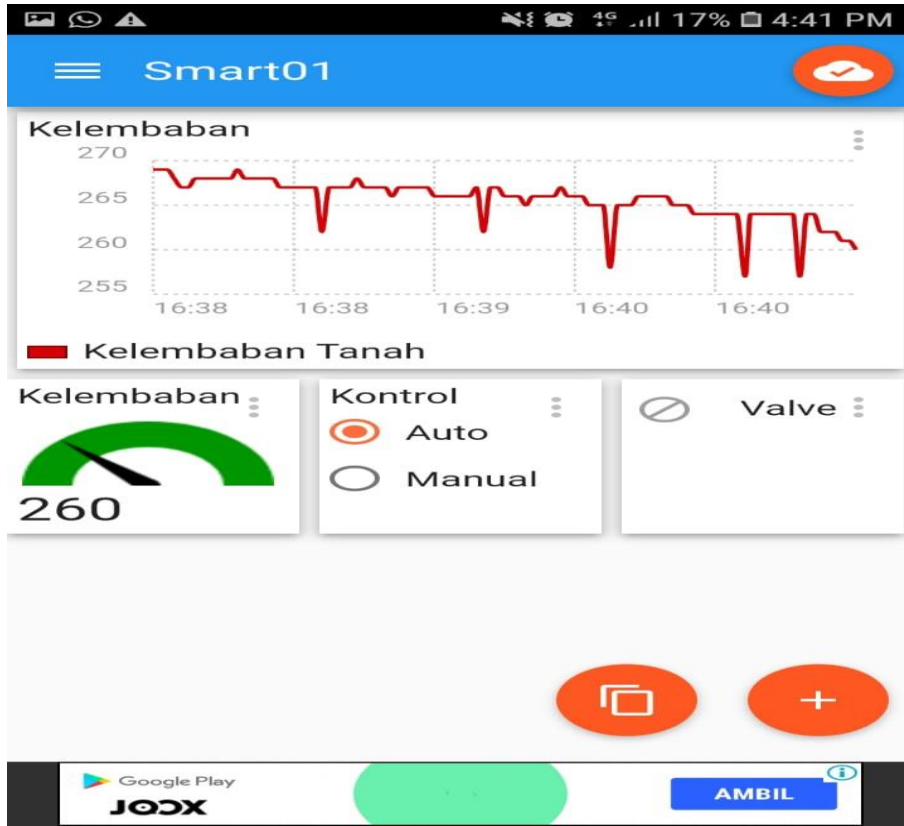 4G 17% 4:41 PM
Smart01
Kelembaban
270
265
260
255
16:38 16:38 16:39 16:40 16:40
Kelembaban Tanah
Kelembaban
260
Kontrol
Auto
Manual
Valve
Google Play
JOOX
AMBIL